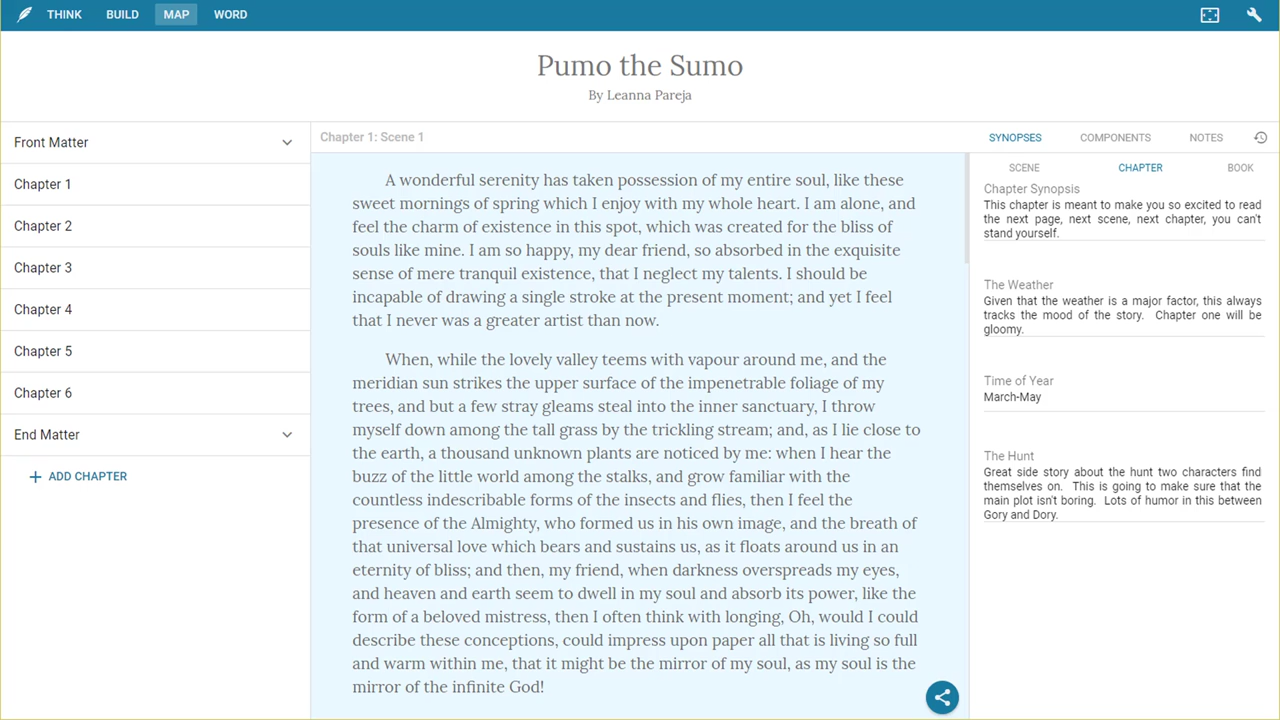 THINK BUILD MAP WORD
Pumo the Sumo
By Leanna Pareja
Front Matter
Chapter 1
Chapter 2
Chapter 3
Chapter 4
Chapter 5
Chapter 6
End Matter
ADD CHAPTER
Chapter 1: Scene 1
A wonderful serenity has taken possession of my entire soul, like these
sweet mornings of spring which I enjoy with my whole heart. I am alone, and
feel the charm of existence in this spot, which was created for the bliss of
souls like mine. I am so happy, my dear friend, so absorbed in the exquisite
sense of mere tranquil existence, that I neglect my talents. I should be
incapable of drawing a single stroke at the present moment; and yet I feel
that I never was a greater artist than now.
When, while the lovely valley teems with vapour around me, and the
meridian sun strikes the upper surface of the impenetrable foliage of my
trees, and but a few stray gleams steal into the inner sanctuary, I throw
myself down among the tall grass by the trickling stream; and, as I lie close to
the earth, a thousand unknown plants are noticed by me: when I hear the
buzz of the little world among the stalks, and grow familiar with the
countless indescribable forms of the insects and flies, then I feel the
presence of the Almighty, who formed us in his own image, and the breath of
that universal love which bears and sustains us, as it floats around us in an
eternity of bliss; and then, my friend, when darkness overspreads my eyes,
and heaven and earth seem to dwell in my soul and absorb its power, like the
form of a beloved mistress, then I often think with longing, Oh, would I could
describe these conceptions, could impress upon paper all that is living so full
and warm within me, that it might be the mirror of my soul, as my soul is the
mirror of the infinite God!
SYNOPSES COMPONENTS NOTES
SCENE CHAPTER BOOK
Chapter Synopsis
This chapter is meant to make you so excited to read
the next page, next scene, next chapter, you can't
stand yourself.
The Weather
Given that the weather is a major factor, this always
tracks the mood of the story. Chapter one will be
gloomy.
Time of Year
March-May
The Hunt
Great side story about the hunt two characters find
themselves on. This is going to make sure that the
main plot isn't boring. Lots of humor in this between
Gory and Dory.